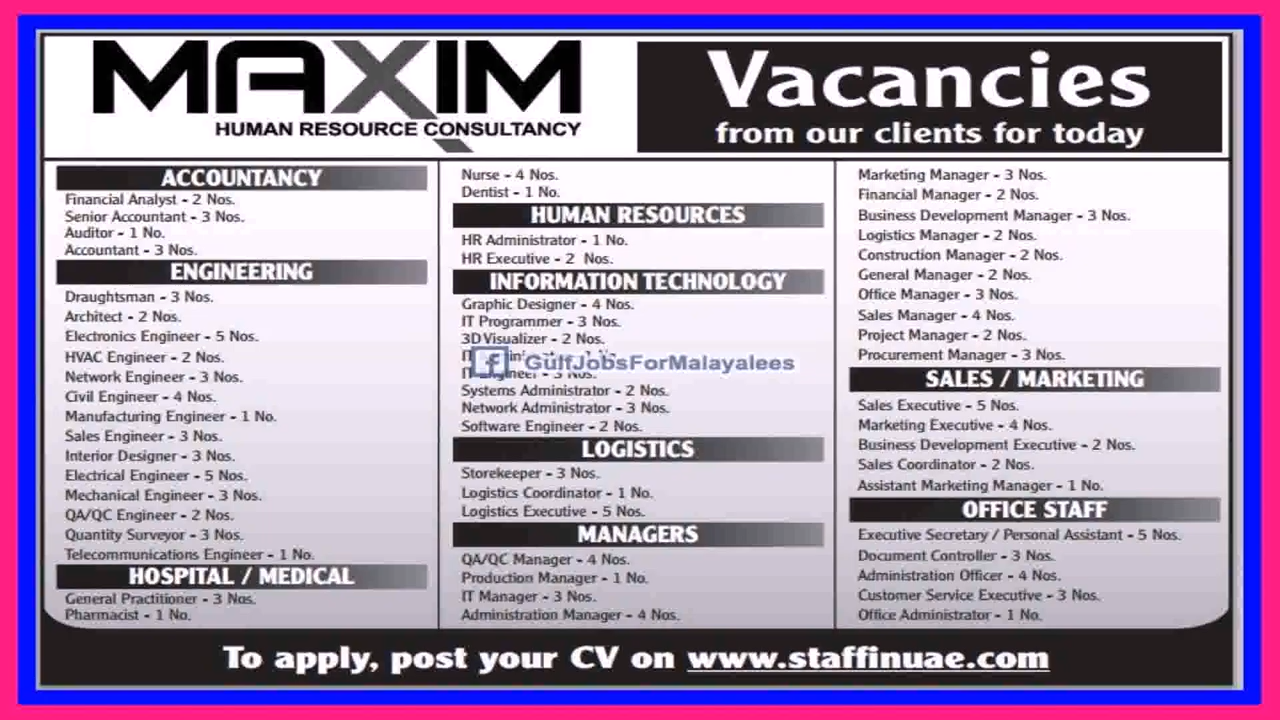 MAXIM
HUMAN RESOURCE CONSULTANCY
Vacancies
from our clients for today
ACCOUNTANCY
Financial Analyst - 2 Nos.
Senior Accountant - 3 Nos.
Auditor - 1 No.
Accountant - 3 Nos.
ENGINEERING
Draughtsman - 3 Nos.
Architect - 2 Nos.
Electronics Engineer - 5 Nos.
HVAC Engineer - 2 Nos.
Network Engineer - 3 Nos.
Civil Engineer - 4 Nos.
Manufacturing Engineer - 1 No.
Sales Engineer - 3 Nos.
Interior Designer - 3 Nos.
Electrical Engineer - 5 Nos.
Mechanical Engineer - 3 Nos.
QA/QC Engineer - 2 Nos.
Quantity Surveyor - 3 Nos.
Telecommunications Engineer - 1 No.
HOSPITAL / MEDICAL
General Practitioner - 3 Nos.
Pharmacist - 1 No.
Nurse - 4 Nos.
Dentist - 1 No.
HUMAN RESOURCES
HR Administrator - 1 No.
HR Executive - 2 Nos.
INFORMATION TECHNOLOGY
Graphic Designer - 4 Nos.
IT Programmer - 3 Nos.
3D Visualizer - 2 Nos.
IT
f GulfJobsForMalayalees
IT Engineer - 3 Nos.
Systems Administrator - 2 Nos.
Network Administrator - 3 Nos.
Software Engineer - 2 Nos.
LOGISTICS
Storekeeper - 3 Nos.
Logistics Coordinator - 1 No.
Logistics Executive - 5 Nos.
MANAGERS
QA/QC Manager - 4 Nos.
Production Manager - 1 No.
IT Manager - 3 Nos.
Administration Manager - 4 Nos.
Marketing Manager - 3 Nos.
Financial Manager - 2 Nos.
Business Development Manager - 3 Nos.
Logistics Manager - 2 Nos.
Construction Manager - 2 Nos.
General Manager - 2 Nos.
Office Manager - 3 Nos.
Sales Manager - 4 Nos.
Project Manager - 2 Nos.
Procurement Manager - 3 Nos.
SALES / MARKETING
Sales Executive - 5 Nos.
Marketing Executive - 4 Nos.
Business Development Executive - 2 Nos.
Sales Coordinator - 2 Nos.
Assistant Marketing Manager - 1 No.
OFFICE STAFF
Executive Secretary / Personal Assistant - 5 Nos.
Document Controller - 3 Nos.
Administration Officer - 4 Nos.
Customer Service Executive - 3 Nos.
Office Administrator - 1 No.
To apply, post your CV on www.staffinuae.com